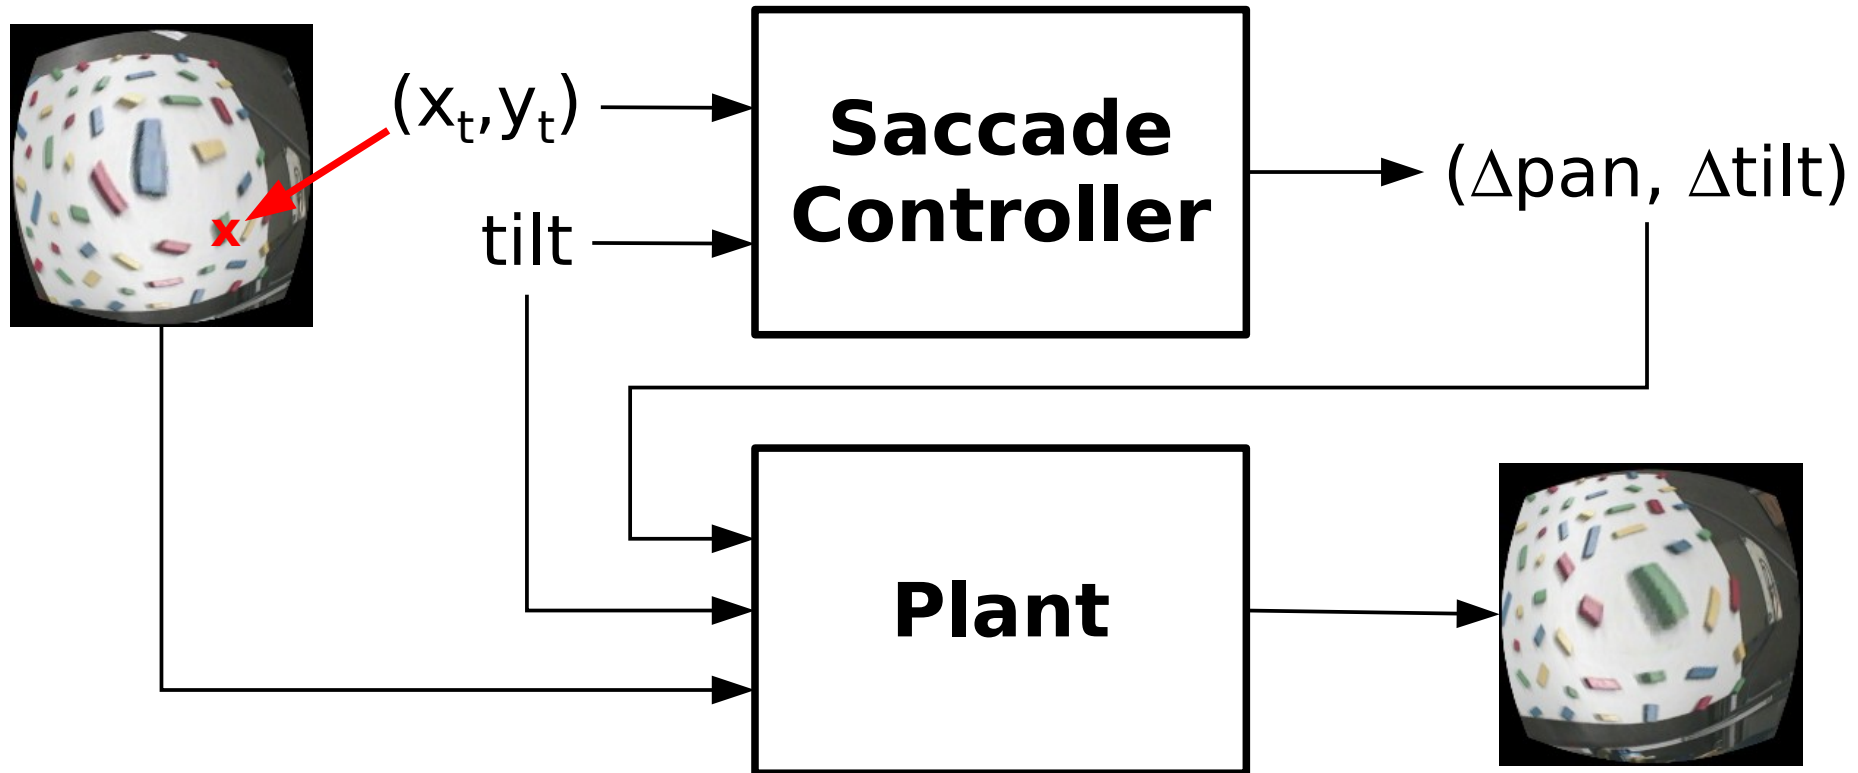 (xt,yt)
x
tilt
Saccade
Controller
(Δpan, Δtilt)
Plant